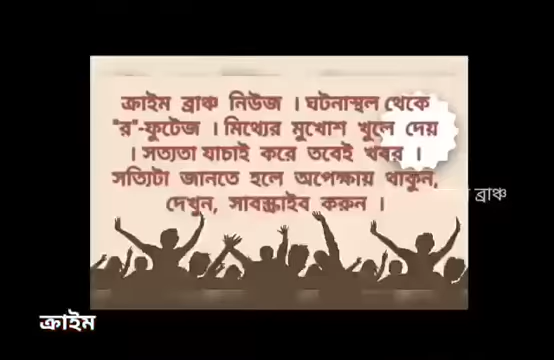 ক্রাইম ব্রাঞ্চ নিউজ । ঘটনাস্থল থেকে
"র"-ফুটেজ । মিথ্যের মুখোশ খুলে দেয়
। সত্যতা যাচাই করে তবেই খবর ।
সত্যিটা জানতে হলে অপেক্ষায় থাকুন,
দেখুন, সাবস্ক্রাইব করুন ।
ব্রাঞ্চ
ক্রাইম